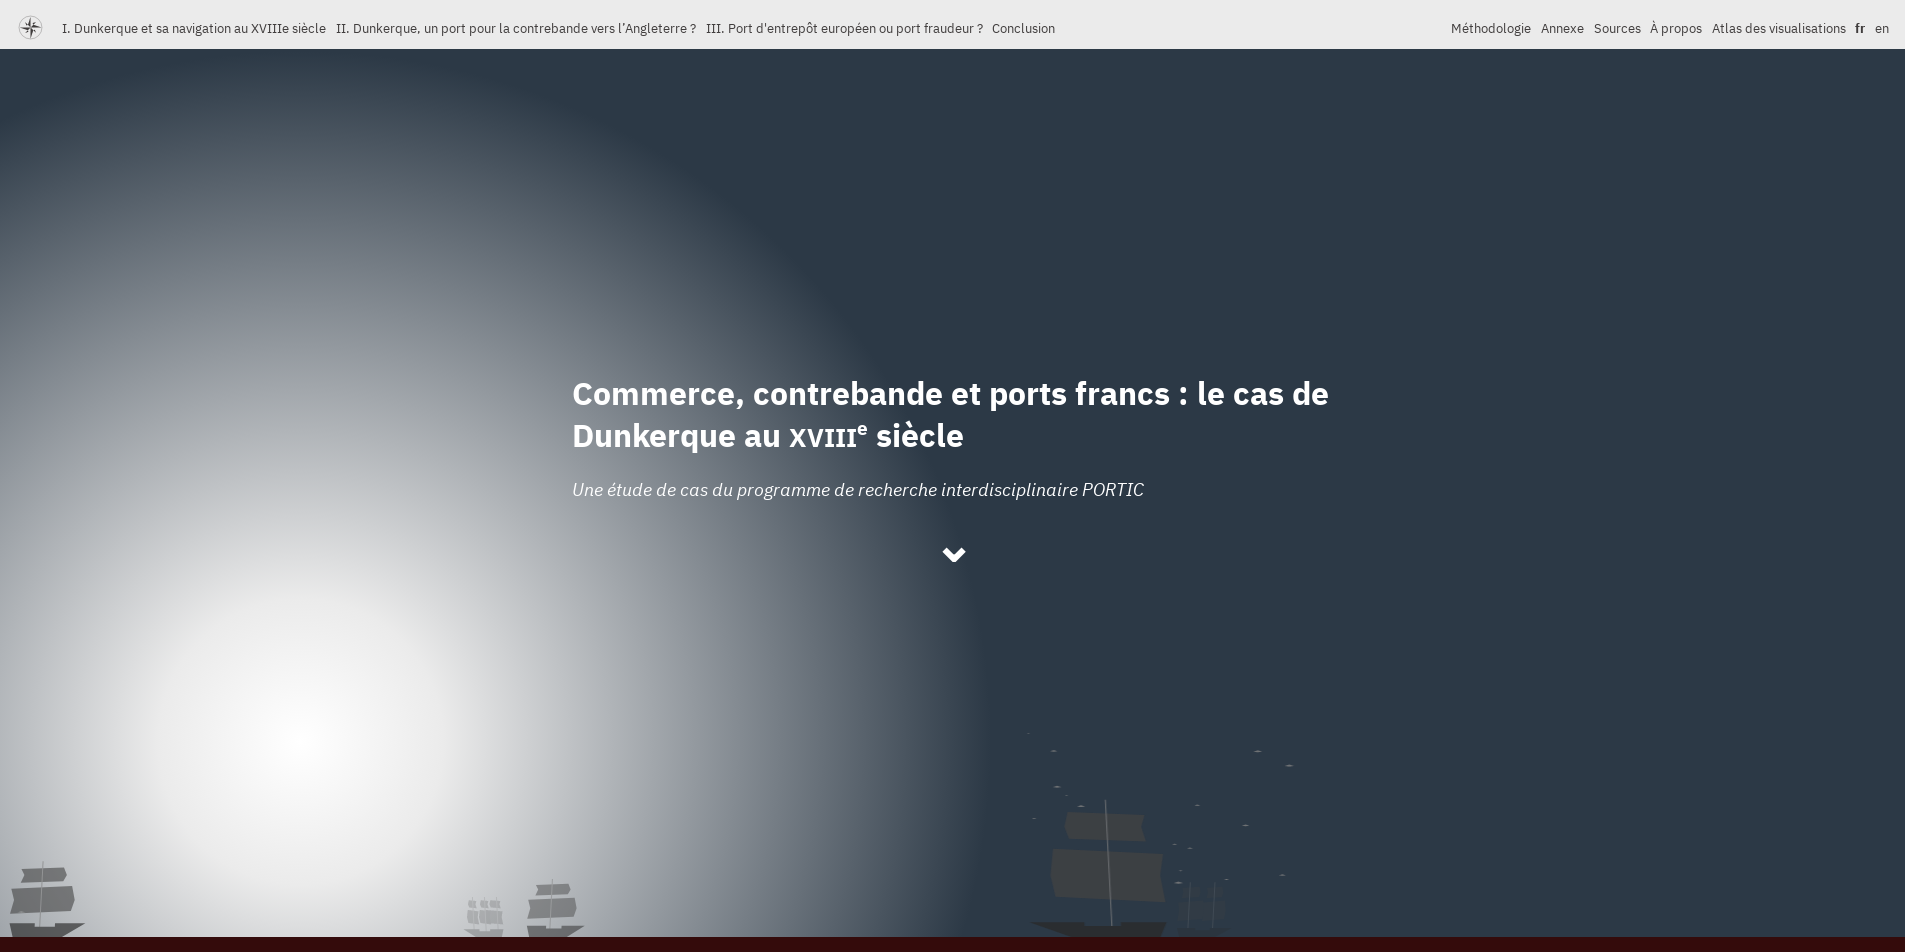 I. Dunkerque et sa navigation au XVIIIe siècle II. Dunkerque, un port pour la contrebande vers l’Angleterre ? III. Port d'entrepôt européen ou port fraudeur ? Conclusion Méthodologie Annexe Sources À propos Atlas des visualisations fr en
Commerce, contrebande et ports francs : le cas de
Dunkerque au XVIIIe siècle
Une étude de cas du programme de recherche interdisciplinaire PORTIC